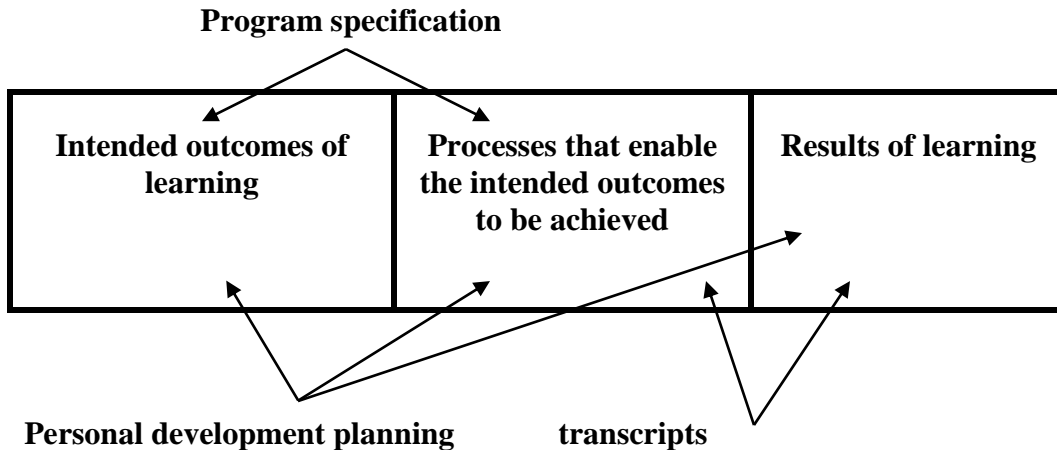 Program specification
Intended outcomes of
learning
Processes that enable
the intended outcomes
to be achieved
Results of learning
Personal development planning
transcripts